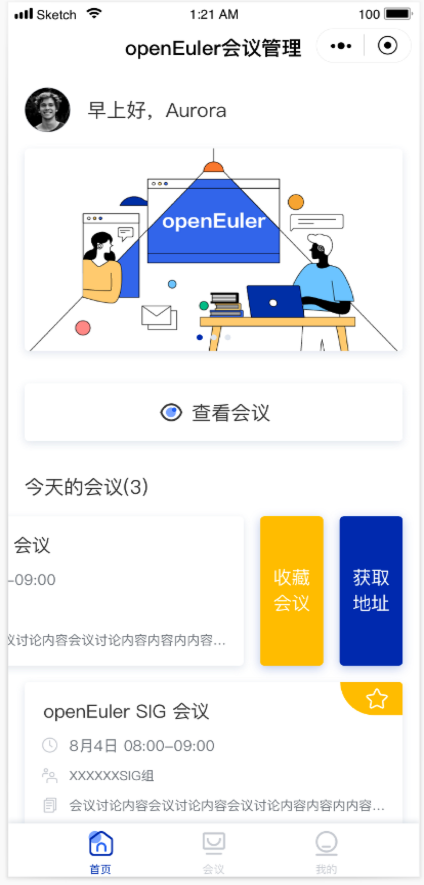 Sketch 1:21 AM 100
openEuler会议管理
早上好，Aurora
openEuler
查看会议
今天的会议(3)
会议
-09:00
议讨论内容会议讨论内容内内容...
收藏
会议
获取
地址
openEuler SIG 会议
8月4日 08:00-09:00
XXXXXXSIG组
会议讨论内容会议讨论内容会议讨论内容内容内内容...
首页 会议 我的